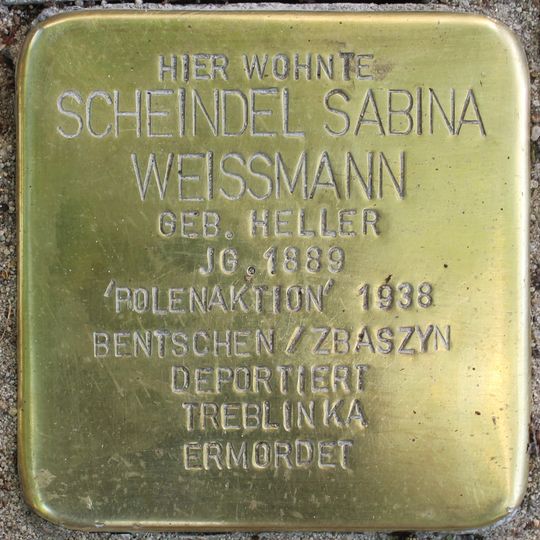 HIER WOHNTE
SCHEINDEL SABINA
WEISSMANN
GEB. HELLER
JG. 1889
'POLENAKTION' 1938
BENTSCHEN / ZBASZYN
DEPORTIERT
TREBLINKA
ERMORDET